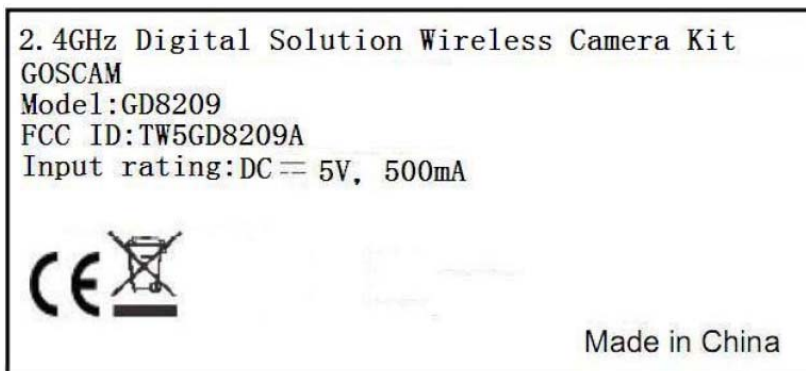 2.4GHz Digital Solution Wireless Camera Kit
GOSCAM
Model:GD8209
FCC ID:TW5GD8209A
Input rating:DC⎓ 5V, 500mA
CE
Made in China